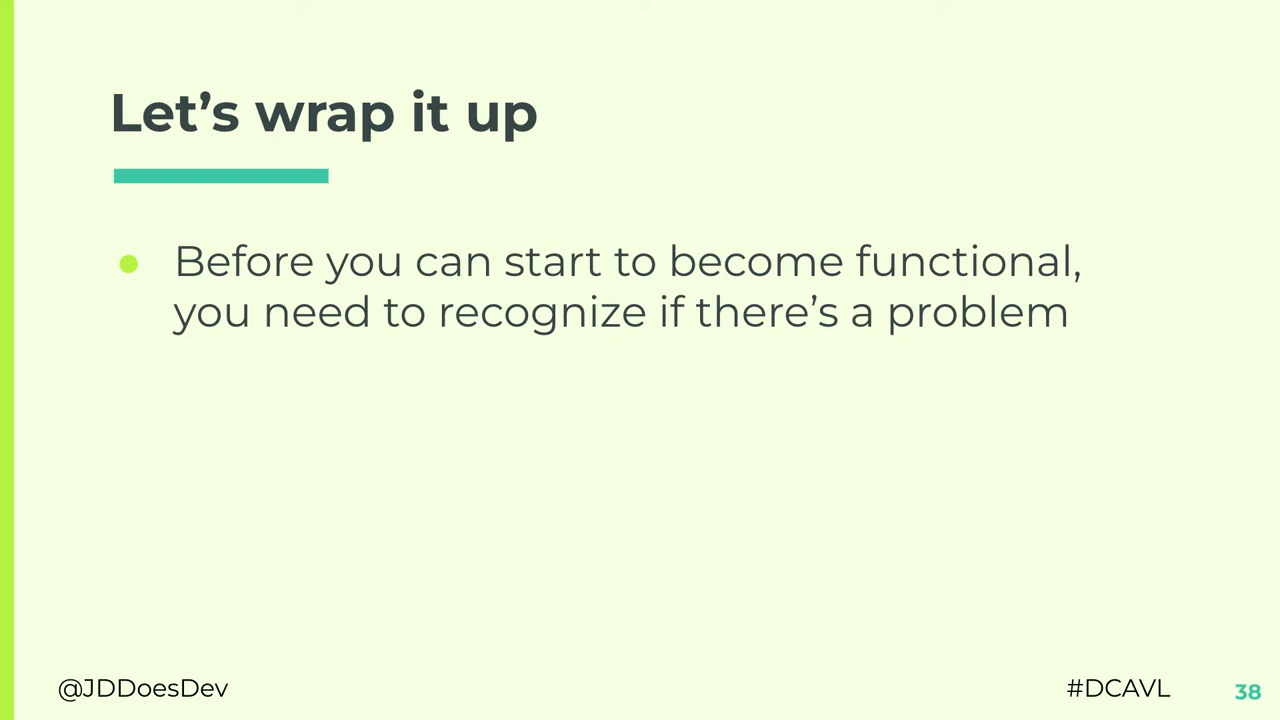 Let’s wrap it up
● Before you can start to become functional,
you need to recognize if there’s a problem
@JDDoesDev
#DCAVL
38